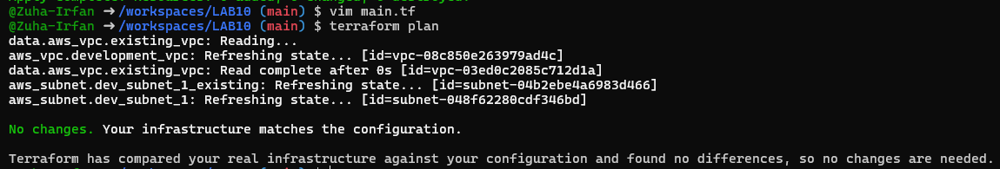 @Zuha-Irfan ➜ /workspaces/LAB10 (main) $ vim main.tf
@Zuha-Irfan ➜ /workspaces/LAB10 (main) $ terraform plan
data.aws_vpc.existing_vpc: Reading...
aws_vpc.development_vpc: Refreshing state... [id=vpc-08c850e263979ad4c]
data.aws_vpc.existing_vpc: Read complete after 0s [id=vpc-03ed0c2085c712d1a]
aws_subnet.dev_subnet_1_existing: Refreshing state... [id=subnet-04b2ebe4a6983d466]
aws_subnet.dev_subnet_1: Refreshing state... [id=subnet-048f62280cdf346bd]
No changes. Your infrastructure matches the configuration.
Terraform has compared your real infrastructure against your configuration and found no differences, so no changes are needed.